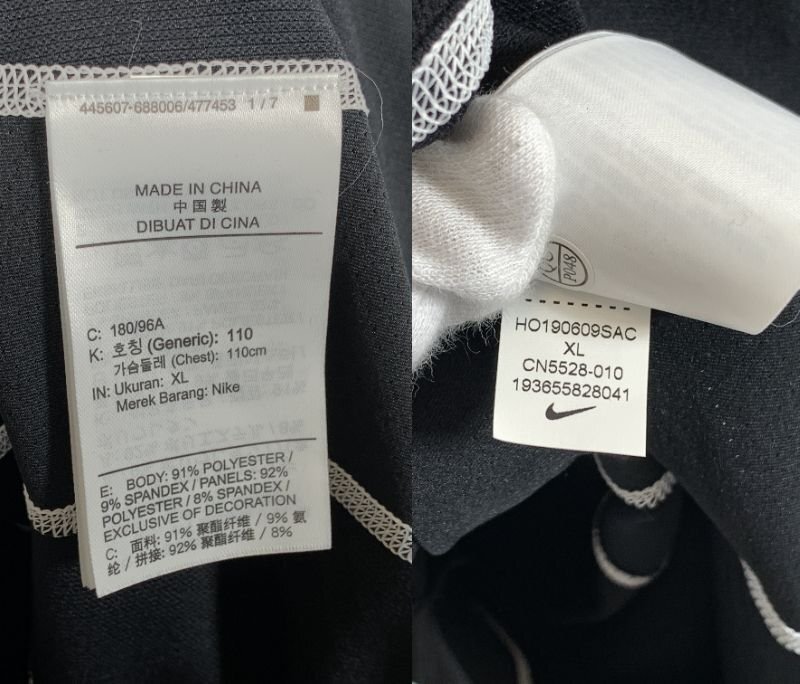 445607-688006/477453 1 / 7
MADE IN CHINA
中国製
DIBUAT DI CINA
C: 180/96A
K: 호칭 (Generic): 110
가슴둘레 (Chest): 110cm
IN: Ukuran: XL
Merek Barang: Nike
E: BODY: 91% POLYESTER /
9% SPANDEX / PANELS: 92%
POLYESTER / 8% SPANDEX /
EXCLUSIVE OF DECORATION
C: 面料: 91% 聚酯纤维 / 9% 氨
纶 / 拼接: 92% 聚酯纤维 / 8%
P048
HO190609SAC
XL
CN5528-010
193655828041